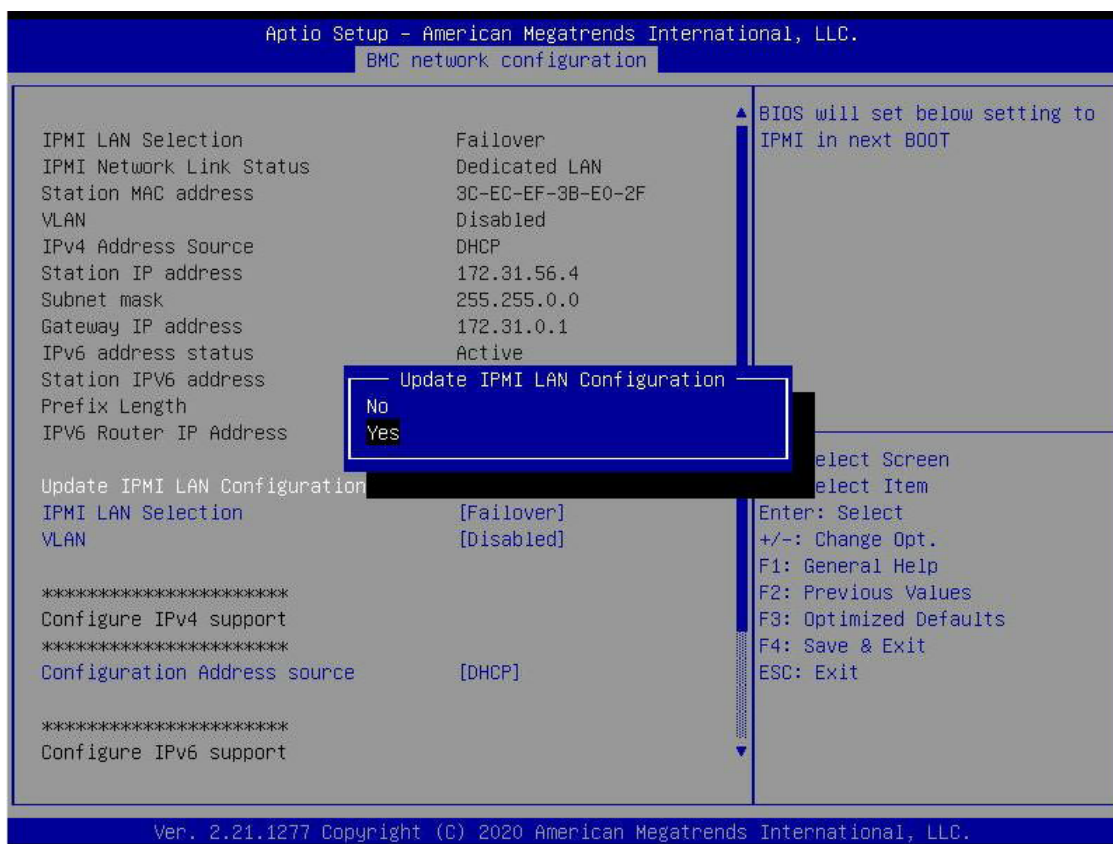 Aptio Setup – American Megatrends International, LLC.
BMC network configuration
IPMI LAN Selection Failover
IPMI Network Link Status Dedicated LAN
Station MAC address 3C-EC-EF-3B-E0-2F
VLAN Disabled
IPv4 Address Source DHCP
Station IP address 172.31.56.4
Subnet mask 255.255.0.0
Gateway IP address 172.31.0.1
IPv6 address status Active
Station IPV6 address
Prefix Length
IPV6 Router IP Address
Update IPMI LAN Configuration
No
Yes
Update IPMI LAN Configuration
IPMI LAN Selection [Failover]
VLAN [Disabled]
***********************
Configure IPv4 support
***********************
Configuration Address source [DHCP]
***********************
Configure IPv6 support
BIOS will set below setting to
IPMI in next BOOT
elect Screen
elect Item
Enter: Select
+/-: Change Opt.
F1: General Help
F2: Previous Values
F3: Optimized Defaults
F4: Save & Exit
ESC: Exit
Ver. 2.21.1277 Copyright (C) 2020 American Megatrends International, LLC.